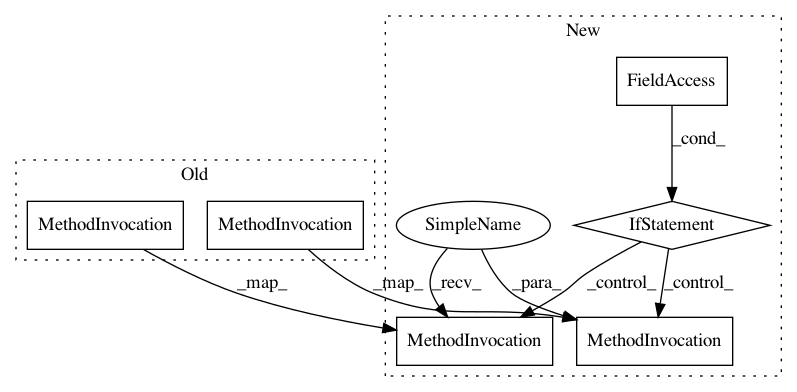 New
FieldAccess
_cond_
Old
MethodInvocation
MethodInvocation
SimpleName
IfStatement
_map_
_map_
_recv_
_para_
_control_
_control_
MethodInvocation
MethodInvocation